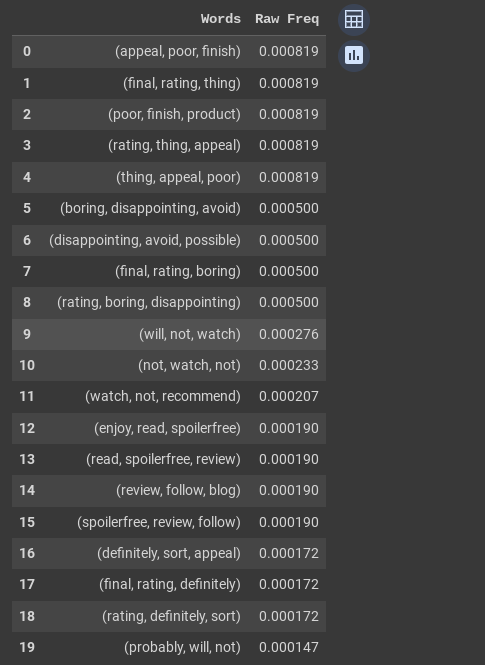 Words Raw Freq
0 (appeal, poor, finish) 0.000819
1 (final, rating, thing) 0.000819
2 (poor, finish, product) 0.000819
3 (rating, thing, appeal) 0.000819
4 (thing, appeal, poor) 0.000819
5 (boring, disappointing, avoid) 0.000500
6 (disappointing, avoid, possible) 0.000500
7 (final, rating, boring) 0.000500
8 (rating, boring, disappointing) 0.000500
9 (will, not, watch) 0.000276
10 (not, watch, not) 0.000233
11 (watch, not, recommend) 0.000207
12 (enjoy, read, spoilerfree) 0.000190
13 (read, spoilerfree, review) 0.000190
14 (review, follow, blog) 0.000190
15 (spoilerfree, review, follow) 0.000190
16 (definitely, sort, appeal) 0.000172
17 (final, rating, definitely) 0.000172
18 (rating, definitely, sort) 0.000172
19 (probably, will, not) 0.000147